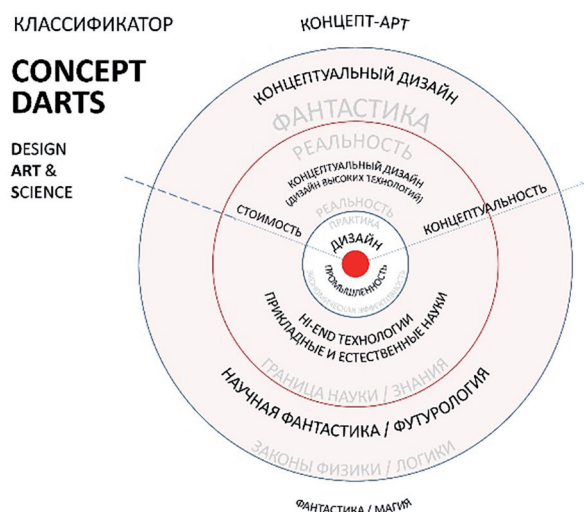 КЛАССИФИКАТОР
CONCEPT
DARTS
DESIGN
ART &
SCIENCE
КОНЦЕПТ-АРТ
КОНЦЕПТУАЛЬНЫЙ ДИЗАЙН
ФАНТАСТИКА
РЕАЛЬНОСТЬ
КОНЦЕПТУАЛЬНЫЙ ДИЗАЙН
(ДИЗАЙН ВЫСОКИХ ТЕХНОЛОГИЙ)
РЕАЛЬНОСТЬ
ПРАКТИКА
СТОИМОСТЬ
КОНЦЕПТУАЛЬНОСТЬ
ДИЗАЙН
ПРОМЫШЛЕННОСТЬ
ЭКОНОМИЧЕСКАЯ ЭФФЕКТИВНОСТЬ
HI-END ТЕХНОЛОГИИ
ПРИКЛАДНЫЕ И ЕСТЕСТВЕННЫЕ НАУКИ
ГРАНИЦА НАУКИ / ЗНАНИЯ
НАУЧНАЯ ФАНТАСТИКА / ФУТУРОЛОГИЯ
ЗАКОНЫ ФИЗИКИ / ЛОГИКИ
ФАНТАСТИКА / МАГИЯ